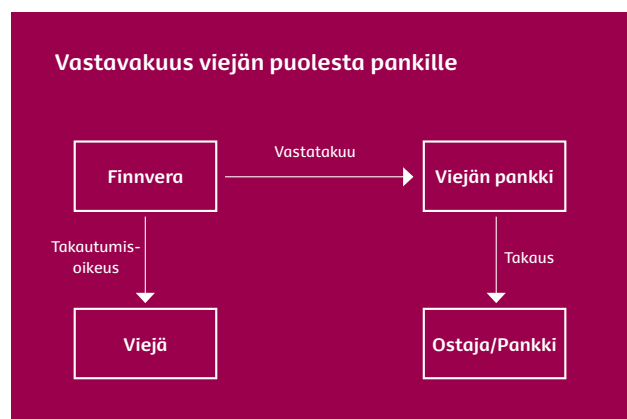 Vastavakuus viejän puolesta pankille
Vastatakuu
Finnvera
Viejän pankki
Takautumis-
oikeus
Takaus
Viejä
Ostaja/Pankki